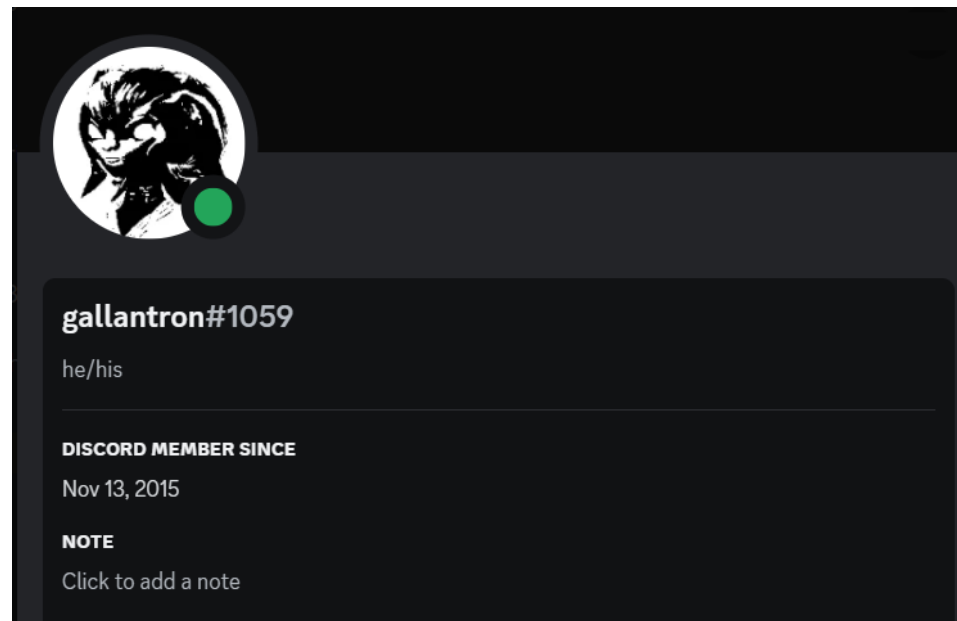 gallantron#1059
he/his
DISCORD MEMBER SINCE
Nov 13, 2015
NOTE
Click to add a note